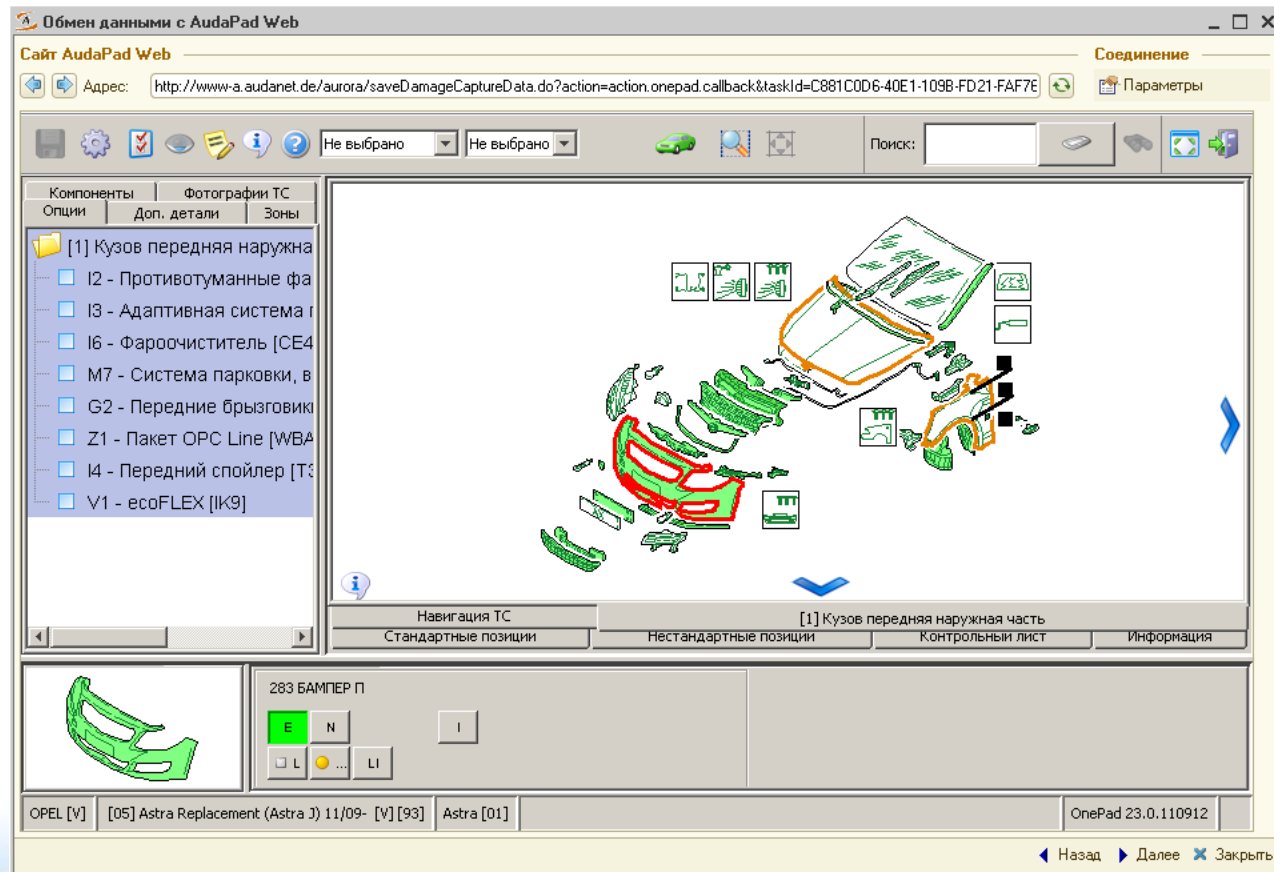 Обмен данными с AudaPad Web
Сайт AudaPad Web
Соединение
Адрес: http://www-a.audanet.de/aurora/saveDamageCaptureData.do?action=action.onepad.callback&taskId=C881C0D6-40E1-109B-FD21-FAF7E
Параметры
Не выбрано Не выбрано Поиск:
Компоненты Фотографии ТС
Опции Доп. детали Зоны
[1] Кузов передняя наружна
I2 - Противотуманные фа
I3 - Адаптивная система
I6 - Фароочиститель [CE4
M7 - Система парковки, в
G2 - Передние брызговик
Z1 - Пакет OPC Line [WBA
I4 - Передний спойлер [T3
V1 - ecoFLEX [IK9]
Навигация ТС [1] Кузов передняя наружная часть
Стандартные позиции Нестандартные позиции Контрольный лист Информация
283 БАМПЕР П
E N I
L ... LI
OPEL [V] [05] Astra Replacement (Astra J) 11/09- [V] [93] Astra [01] OnePad 23.0.110912
Назад Далее Закрыть